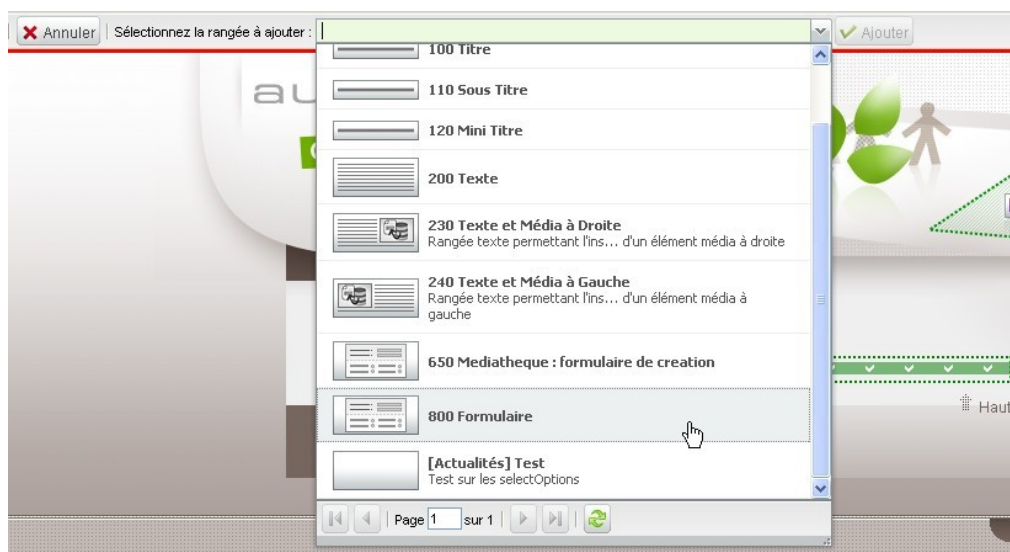 Annuler Sélectionnez la rangée à ajouter : Ajouter
100 Titre
au
110 Sous Titre
120 Mini Titre
200 Texte
230 Texte et Média à Droite
Rangée texte permettant l'ins... d'un élément média à droite
240 Texte et Média à Gauche
Rangée texte permettant l'ins... d'un élément média à
gauche
650 Mediatheque : formulaire de creation
800 Formulaire
Haut
[Actualités] Test
Test sur les selectOptions
Page 1 sur 1